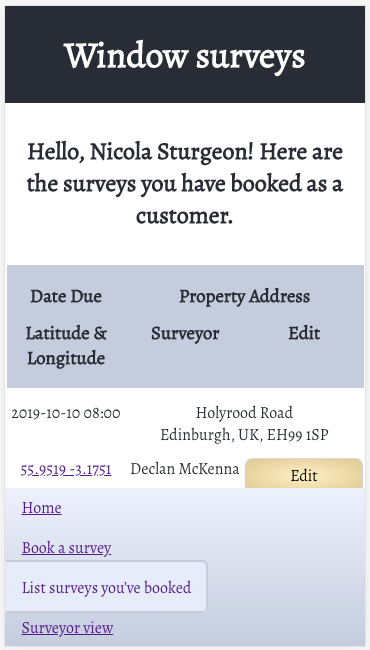 Window surveys
Hello, Nicola Sturgeon! Here are
the surveys you have booked as a
customer.
Date Due Property Address
Latitude & Surveyor Edit
Longitude
2019-10-10 08:00 Holyrood Road
Edinburgh, UK, EH99 1SP
55.9519 -3.1751 Declan McKenna Edit
Home
Book a survey
List surveys you've booked
Surveyor view